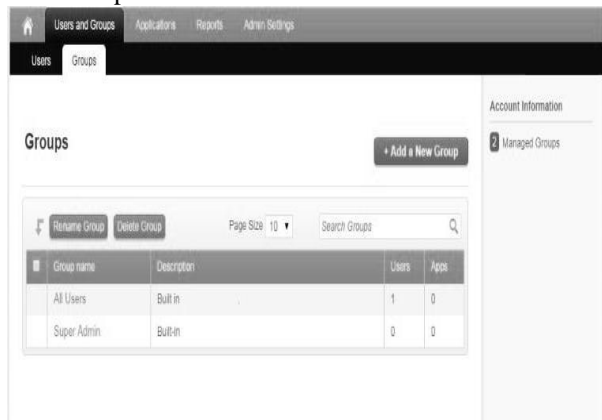 Users and Groups Applications Reports Admin Settings
Users Groups
Account Information
2 Managed Groups
Groups
+ Add a New Group
Rename Group Delete Group Page Size 10 Search Groups
Group name Description Users Apps
All Users Built in 1 0
Super Admin Built-in 0 0